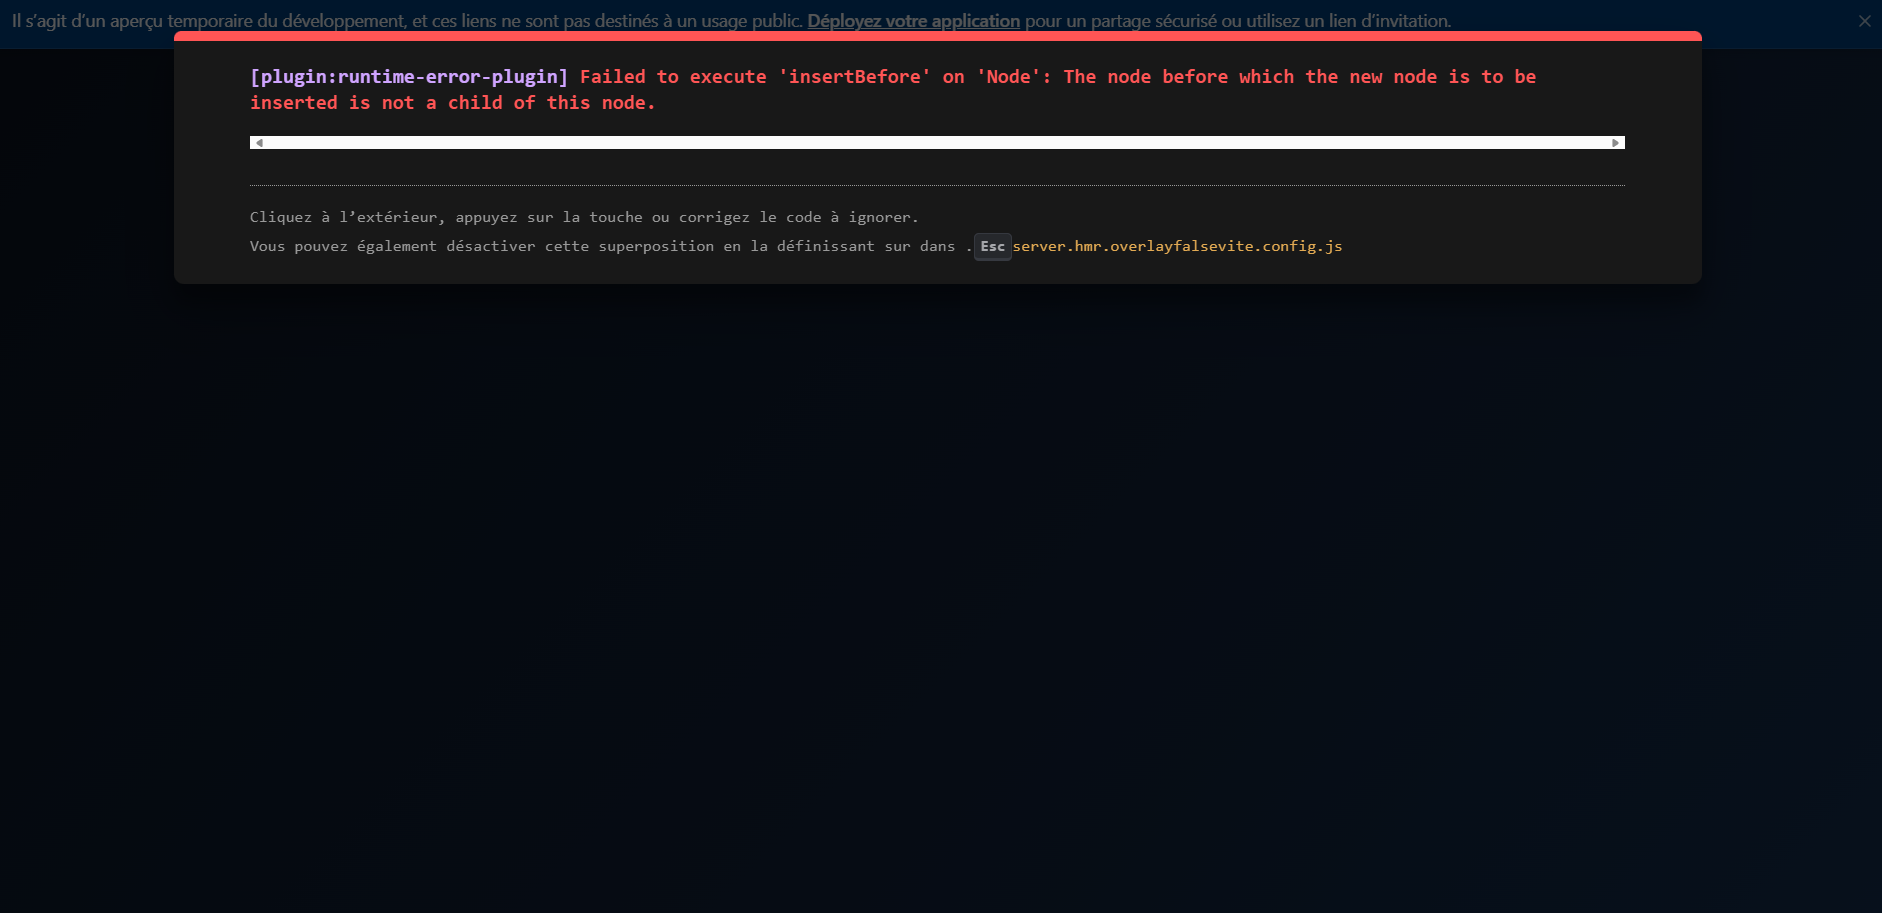 Il s’agit d’un aperçu temporaire du développement, et ces liens ne sont pas destinés à un usage public. Déployez votre application pour un partage sécurisé ou utilisez un lien d’invitation.
[plugin:runtime-error-plugin] Failed to execute 'insertBefore' on 'Node': The node before which the new node is to be
inserted is not a child of this node.
Cliquez à l’extérieur, appuyez sur la touche ou corrigez le code à ignorer.
Vous pouvez également désactiver cette superposition en la définissant sur dans .Escserver.hmr.overlayfalsevite.config.js